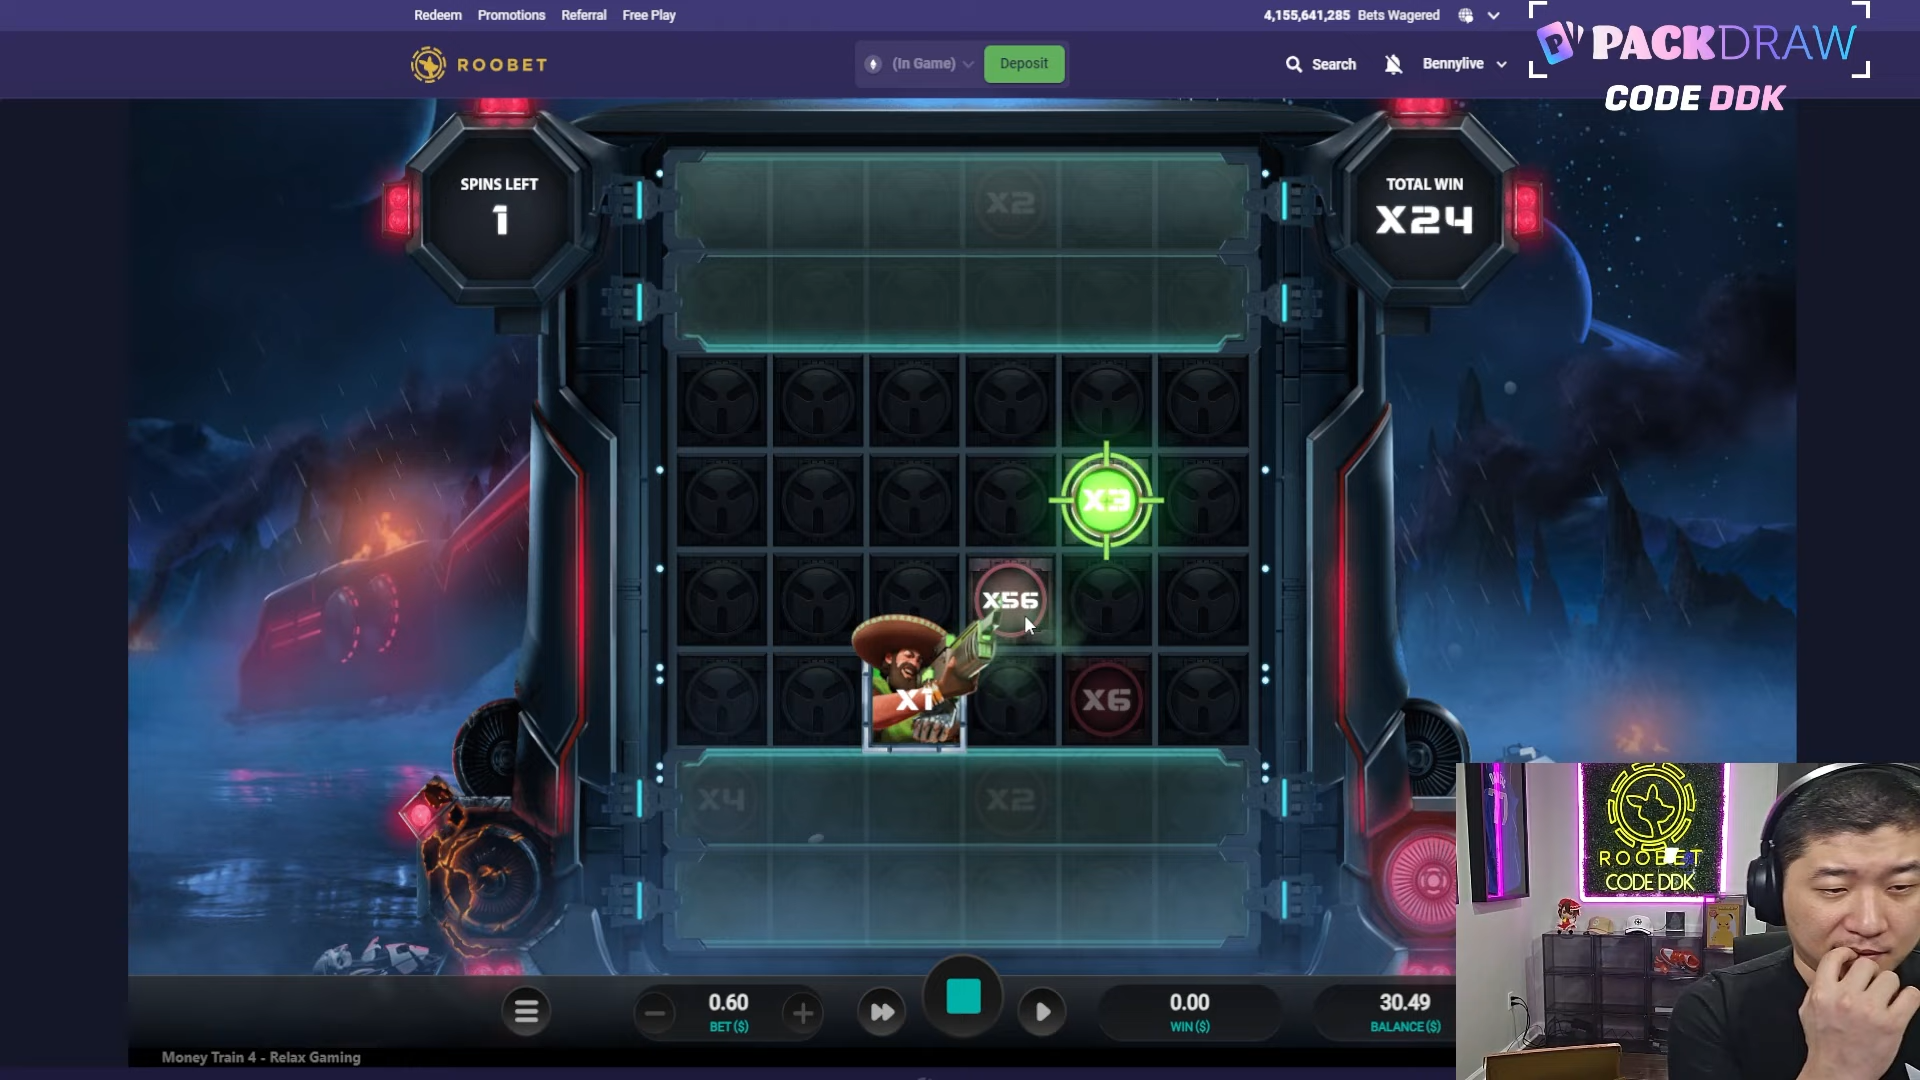 Redeem Promotions Referral Free Play
4,155,641,285 Bets Wagered
PACKDRAW
CODE DDK
ROOBET
(In Game)
Deposit
Search
Bennylive
SPINS LEFT
1
TOTAL WIN
X24
X2
X3
X56
X1
X6
X4
X2
ROOBET
CODE DDK
0.60
BET($)
0.00
WIN($)
30.49
BALANCE($)
Money Train 4 - Relax Gaming